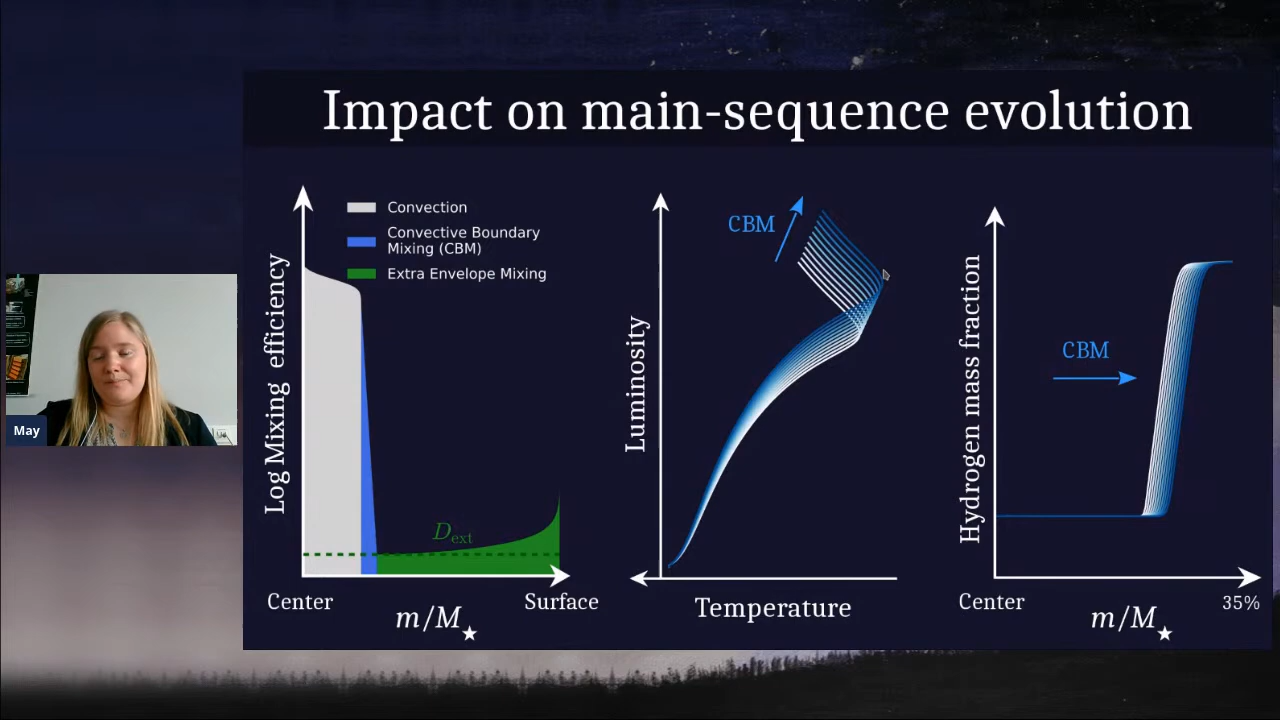 Impact on main-sequence evolution
Convection
Convective Boundary
Mixing (CBM)
Extra Envelope Mixing
Log Mixing efficiency
D_ext
Center
Surface
m/M★
CBM
Luminosity
Temperature
CBM
Hydrogen mass fraction
Center
35%
m/M★
May